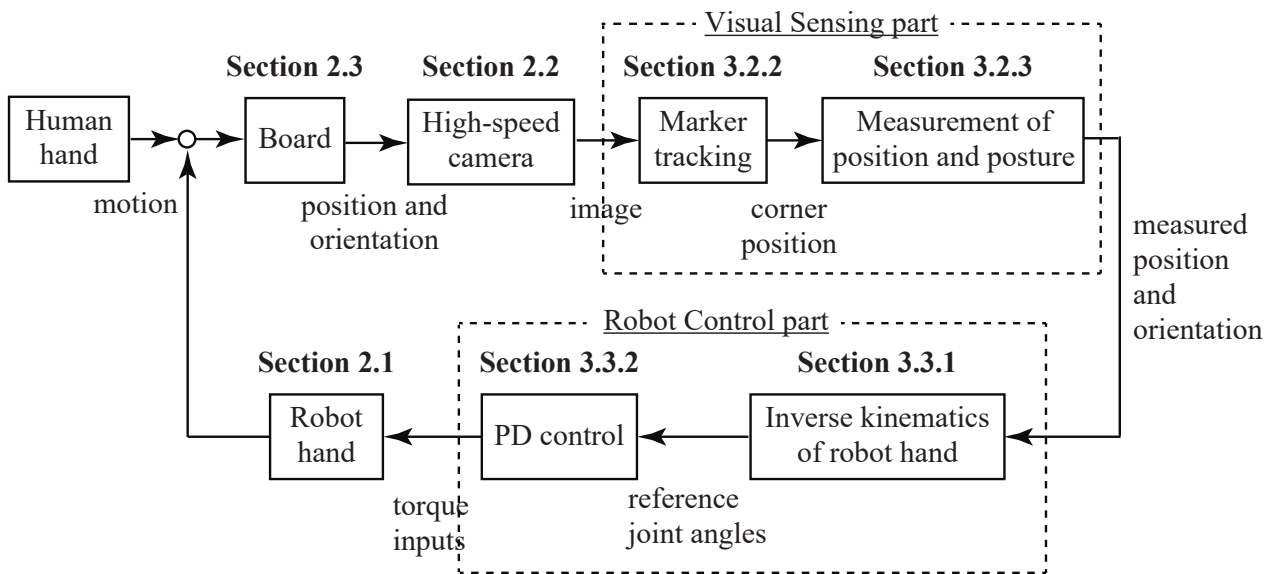 Visual Sensing part
Section 2.3
Section 2.2
Section 3.2.2
Section 3.2.3
Human
hand
Board
High-speed
camera
Marker
tracking
Measurement of
position and posture
motion
position and
orientation
image
corner
position
measured
position
and
orientation
Robot Control part
Section 2.1
Section 3.3.2
Section 3.3.1
Robot
hand
PD control
Inverse kinematics
of robot hand
torque
inputs
reference
joint angles